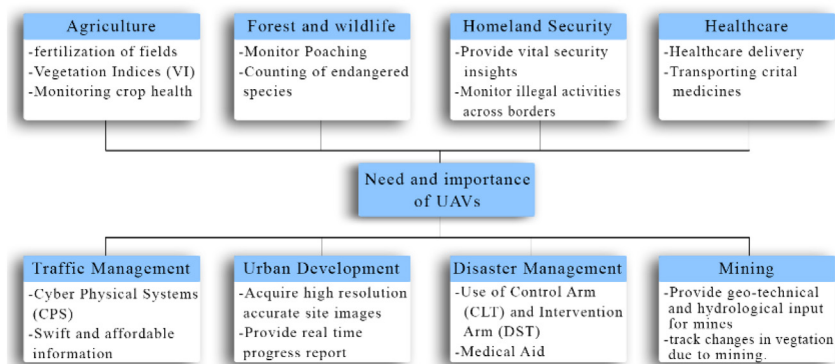 Agriculture
-fertilization of fields
-Vegetation Indices (VI)
-Monitoring crop health
Forest and wildlife
-Monitor Poaching
-Counting of endangered
species
Homeland Security
-Provide vital security
insights
-Monitor illegal activities
across borders
Healthcare
-Healthcare delivery
-Transporting crital
medicines
Need and importance
of UAVs
Traffic Management
-Cyber Physical Systems
(CPS)
-Swift and affordable
information
Urban Development
-Acquire high resolution
accurate site images
-Provide real time
progress report
Disaster Management
-Use of Control Arm
(CLT) and Intervention
Arm (DST)
-Medical Aid
Mining
-Provide geo-technical
and hydrological input
for mines
-track changes in vegtation
due to mining.